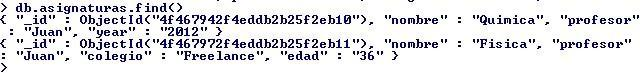 > db.asignaturas.find()
{ "_id" : ObjectId("4f467942f4eddb2b25f2eb10"), "nombre" : "Quimica", "profesor"
: "Juan", "year" : "2012" }
{ "_id" : ObjectId("4f467972f4eddb2b25f2eb11"), "nombre" : "Fisica", "profesor" :
"Juan", "colegio" : "Freelance", "edad" : "36" }
>